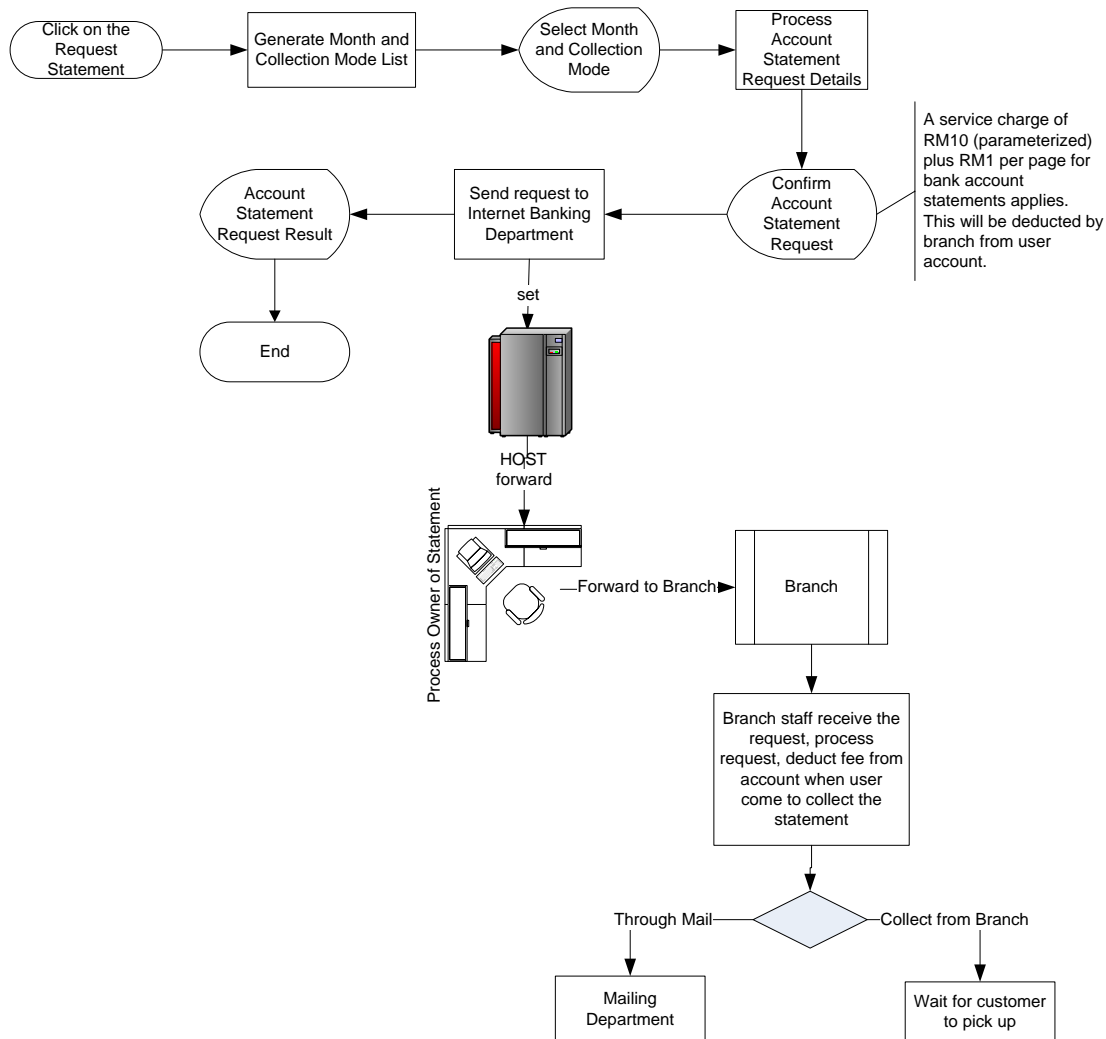 Click on the
Request
Statement
Generate Month and
Collection Mode List
Select Month
and Collection
Mode
Process
Account
Statement
Request Details
A service charge of
RM10 (parameterized)
plus RM1 per page for
bank account
statements applies.
This will be deducted by
branch from user
account.
Confirm
Account
Statement
Request
Send request to
Internet Banking
Department
Account
Statement
Request Result
End
set
HOST
forward
Process Owner of Statement
Forward to Branch
Branch
Branch staff receive the
request, process
request, deduct fee from
account when user
come to collect the
statement
Through Mail
Collect from Branch
Mailing
Department
Wait for customer
to pick up